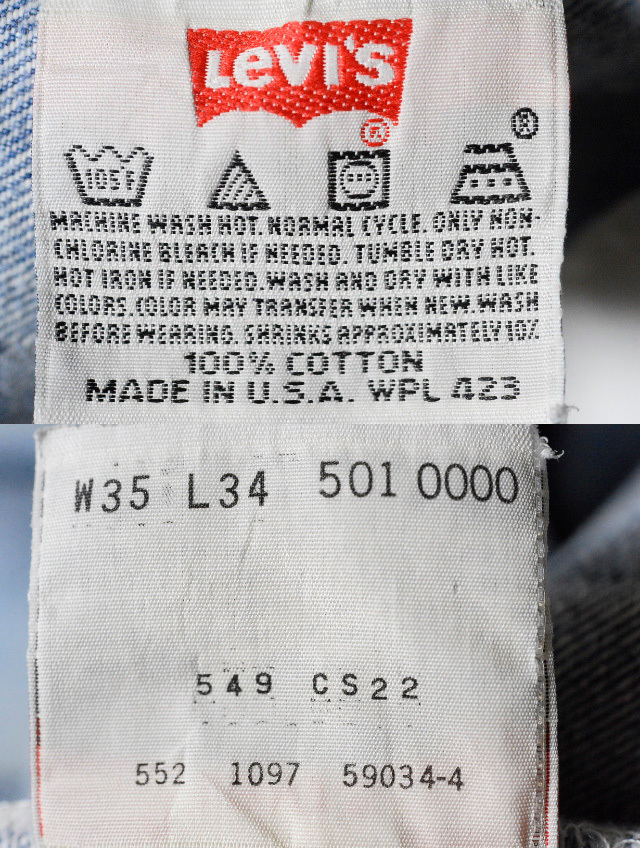 LEVI'S
®
®
105°
MACHINE WASH HOT. NORMAL CYCLE. ONLY NON-
CHLORINE BLEACH IF NEEDED. TUMBLE DRY HOT.
HOT IRON IF NEEDED. WASH AND DRY WITH LIKE
COLORS. COLOR MAY TRANSFER WHEN NEW. WASH
BEFORE WEARING. SHRINKS APPROXIMATELY 10%
100% COTTON
MADE IN U.S.A. WPL 423
W35 L34 501 0000
549 CS22
552 1097 59034-4